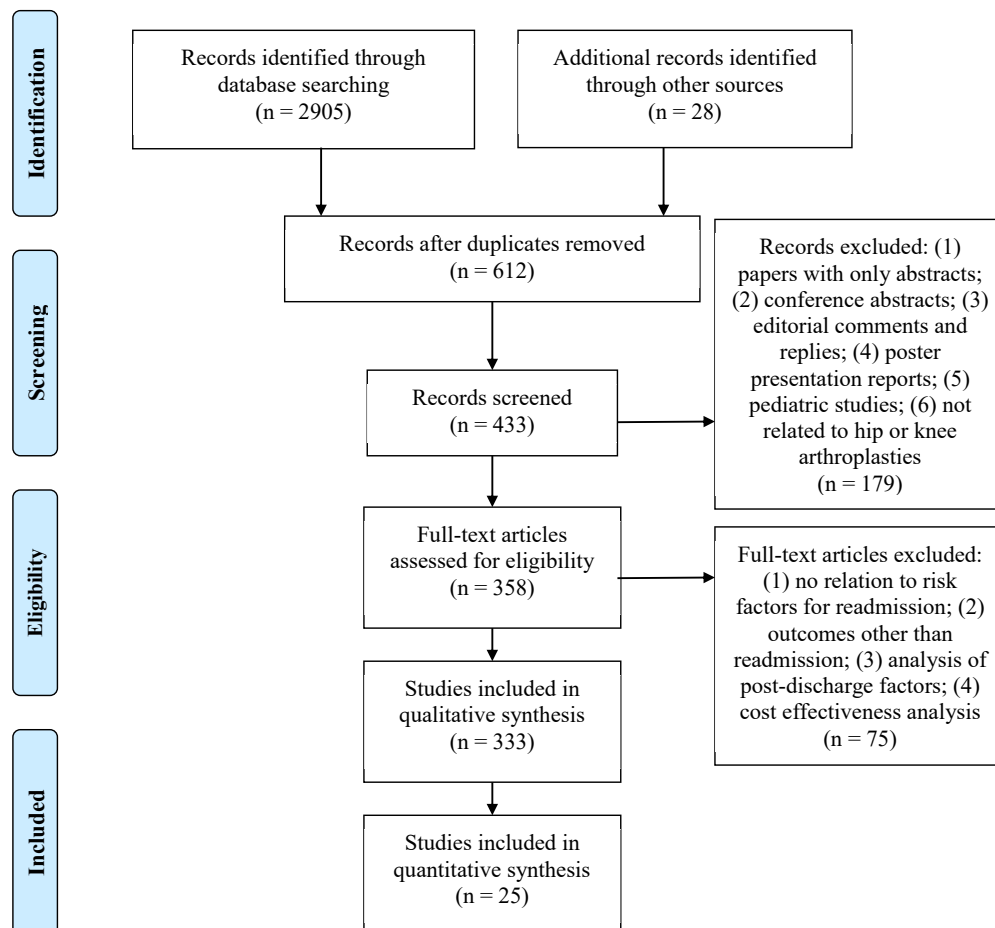 Identification
Records identified through
database searching
(n = 2905)
Additional records identified
through other sources
(n = 28)
Records after duplicates removed
(n = 612)
Screening
Records screened
(n = 433)
Records excluded: (1)
papers with only abstracts;
(2) conference abstracts; (3)
editorial comments and
replies; (4) poster
presentation reports; (5)
pediatric studies; (6) not
related to hip or knee
arthroplasties
(n = 179)
Eligibility
Full-text articles
assessed for eligibility
(n = 358)
Full-text articles excluded:
(1) no relation to risk
factors for readmission; (2)
outcomes other than
readmission; (3) analysis of
post-discharge factors; (4)
cost effectiveness analysis
(n = 75)
Studies included in
qualitative synthesis
(n = 333)
Included
Studies included in
quantitative synthesis
(n = 25)